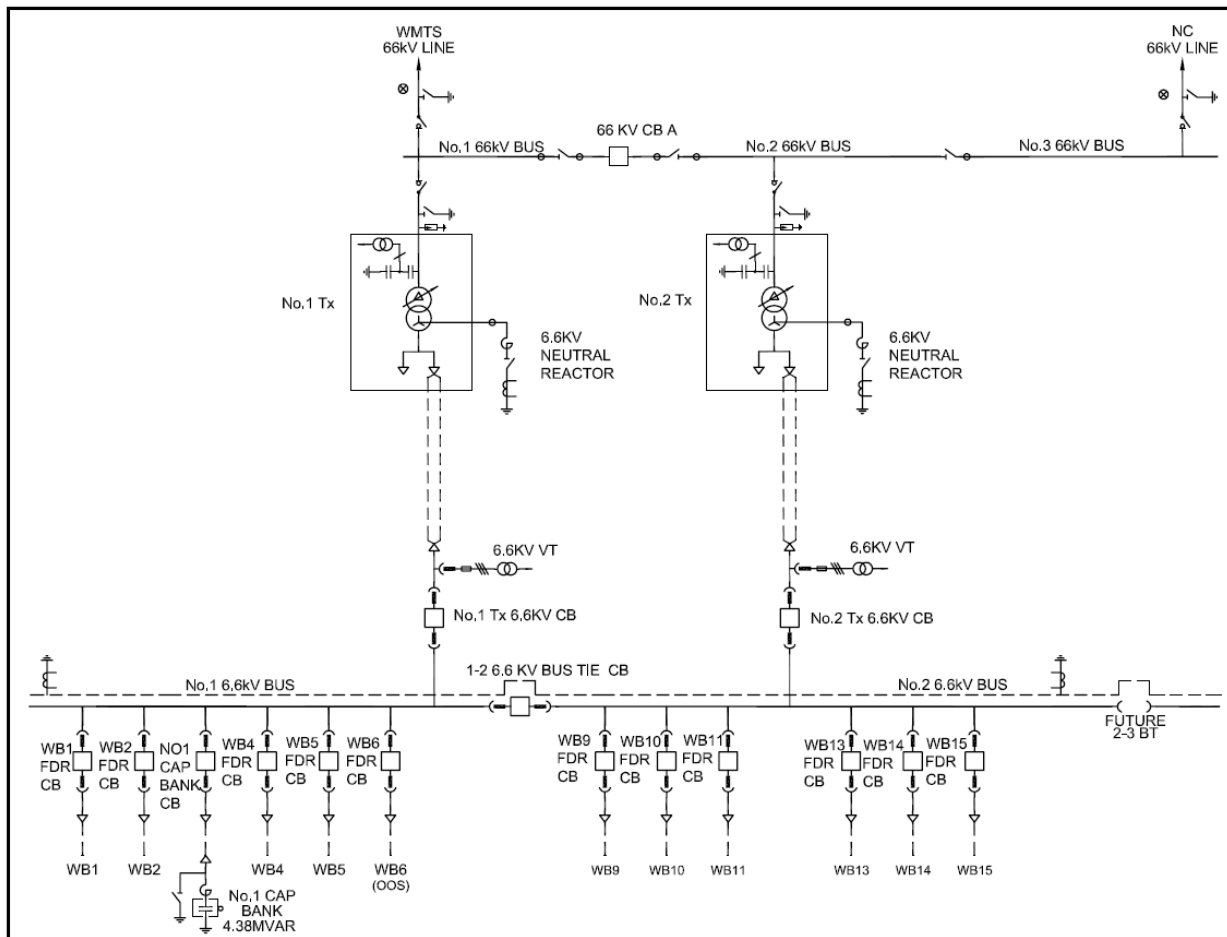 WMTS
66kV LINE
NC
66kV LINE
66 KV CB A
No.1 66kV BUS
No.2 66kV BUS
No.3 66kV BUS
No.1 Tx
6.6KV
NEUTRAL
REACTOR
No.2 Tx
6.6KV
NEUTRAL
REACTOR
6.6KV VT
6.6KV VT
No.1 Tx 6.6KV CB
No.2 Tx 6.6KV CB
1-2 6.6 KV BUS TIE CB
No.1 6.6kV BUS
No.2 6.6kV BUS
FUTURE
2-3 BT
WB1
FDR
CB
WB2
FDR
CB
NO1
CAP
BANK
CB
WB4
FDR
CB
WB5
FDR
CB
WB6
FDR
CB
WB9
FDR
CB
WB10
FDR
CB
WB11
FDR
CB
WB13
FDR
CB
WB14
FDR
CB
WB15
FDR
CB
WB1
WB2
WB4
WB5
WB6
(OOS)
WB9
WB10
WB11
WB13
WB14
WB15
No.1 CAP
BANK
4.38MVAR